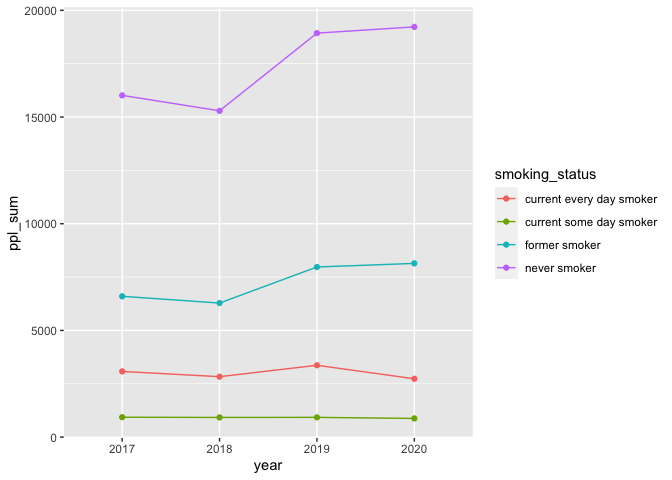 20000
15000
10000
5000
0
ppl_sum
2017 2018 2019 2020
year
smoking_status
current every day smoker
current some day smoker
former smoker
never smoker